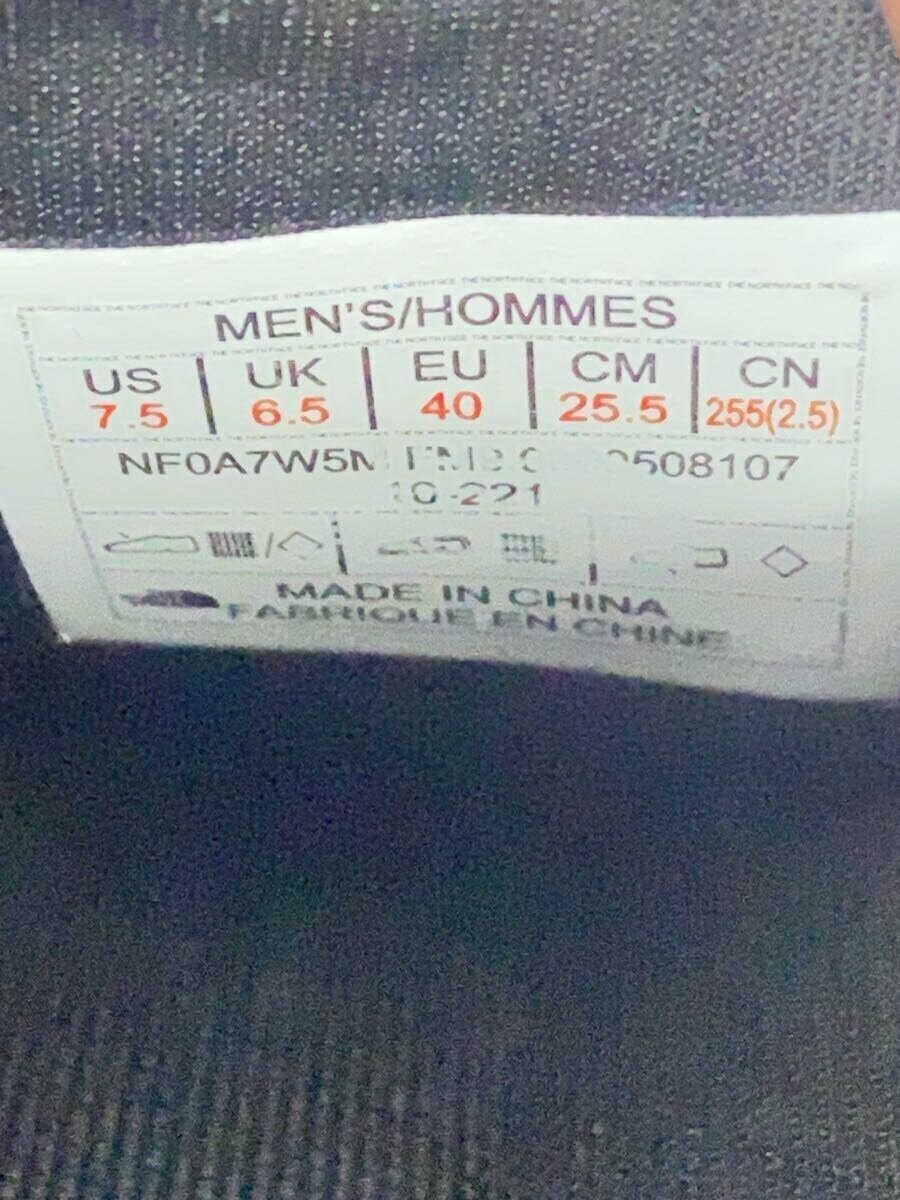 MEN'S/HOMMES
US UK EU CM CN
7.5 6.5 40 25.5 255(2.5)
MADE IN CHINA
FABRIQUE EN CHINE